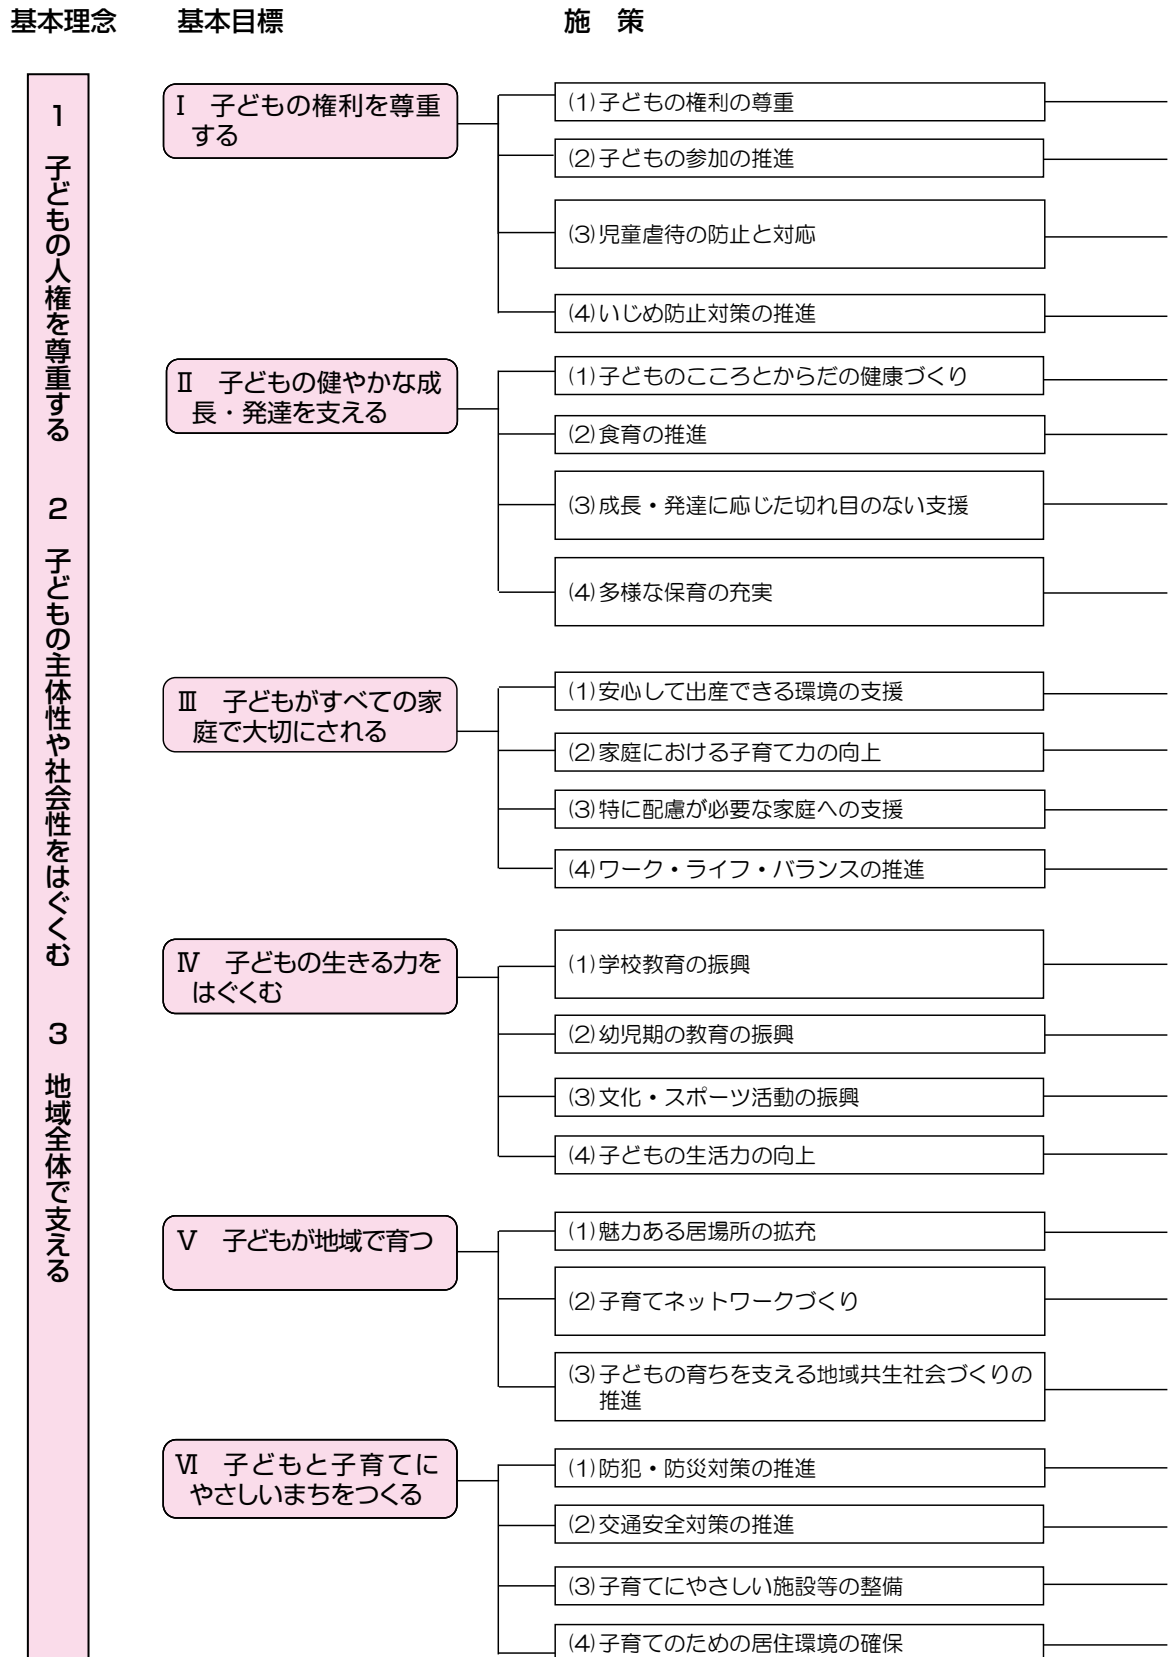 基本理念　基本目標　施　策
1　子どもの人権を尊重する　2　子どもの主体性や社会性をはぐくむ　3　地域全体で支える
Ⅰ　子どもの権利を尊重
する
(1)子どもの権利の尊重
(2)子どもの参加の推進
(3)児童虐待の防止と対応
(4)いじめ防止対策の推進
Ⅱ　子どもの健やかな成
長・発達を支える
(1)子どものこころとからだの健康づくり
(2)食育の推進
(3)成長・発達に応じた切れ目のない支援
(4)多様な保育の充実
Ⅲ　子どもがすべての家
庭で大切にされる
(1)安心して出産できる環境の支援
(2)家庭における子育て力の向上
(3)特に配慮が必要な家庭への支援
(4)ワーク・ライフ・バランスの推進
Ⅳ　子どもの生きる力を
はぐくむ
(1)学校教育の振興
(2)幼児期の教育の振興
(3)文化・スポーツ活動の振興
(4)子どもの生活力の向上
Ⅴ　子どもが地域で育つ
(1)魅力ある居場所の拡充
(2)子育てネットワークづくり
(3)子どもの育ちを支える地域共生社会づくりの
推進
Ⅵ　子どもと子育てに
やさしいまちをつくる
(1)防犯・防災対策の推進
(2)交通安全対策の推進
(3)子育てにやさしい施設等の整備
(4)子育てのための居住環境の確保